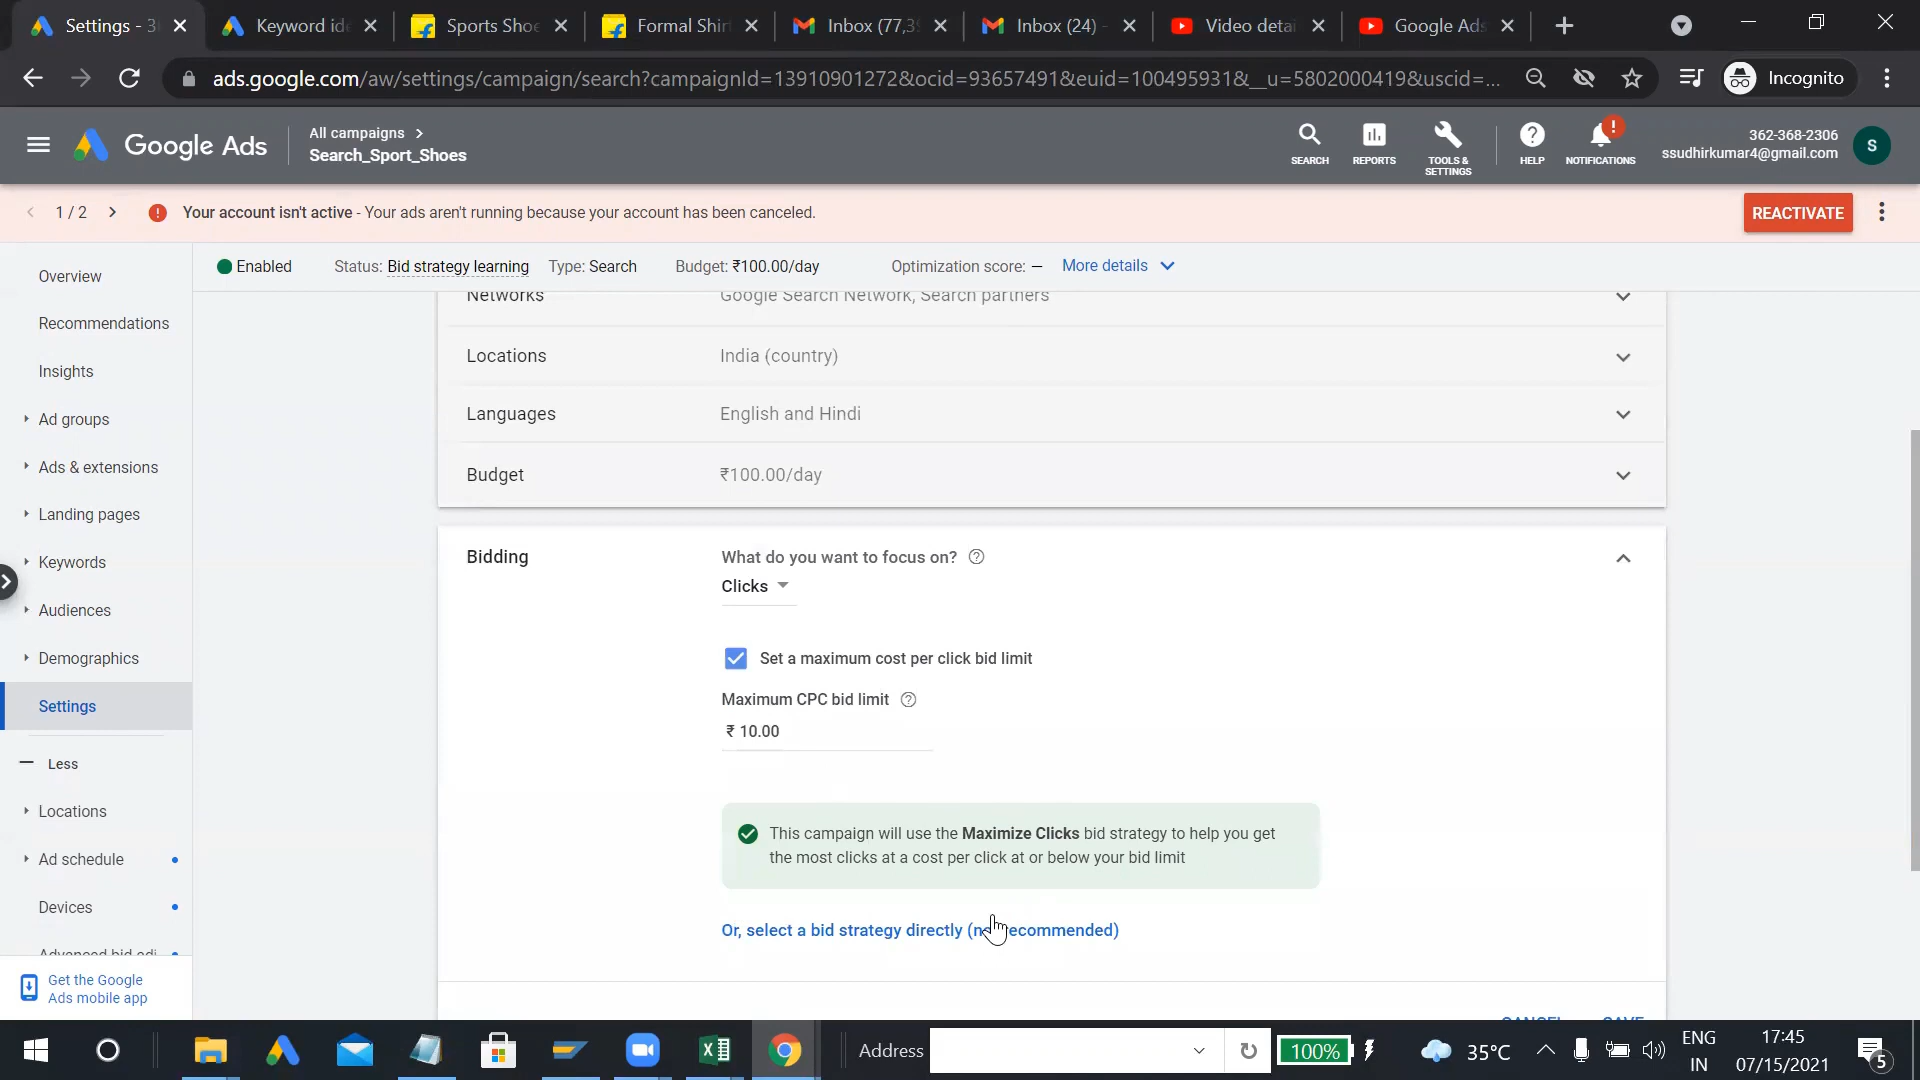 Settings - 3
Keyword ide
Sports Shoe
Formal Shirt
Inbox (77,39
Inbox (24) -
Video detai
Google Ads
ads.google.com/aw/settings/campaign/search?campaignId=13910901272&ocid=93657491&euid=100495931&__u=5802000419&uscid=...
Incognito
Google Ads
All campaigns >
Search_Sport_Shoes
SEARCH
REPORTS
TOOLS &
SETTINGS
HELP
NOTIFICATIONS
362-368-2306
ssudhirkumar4@gmail.com
S
1 / 2
Your account isn't active - Your ads aren't running because your account has been canceled.
REACTIVATE
Enabled
Status: Bid strategy learning
Type: Search
Budget: ₹100.00/day
Optimization score: —
More details
Overview
Recommendations
Insights
Ad groups
Ads & extensions
Landing pages
Keywords
Audiences
Demographics
Settings
Less
Locations
Ad schedule
Devices
Advanced bid adj.
Get the Google
Ads mobile app
Networks
Google Search Network, Search partners
Locations
India (country)
Languages
English and Hindi
Budget
₹100.00/day
Bidding
What do you want to focus on?
Clicks
Set a maximum cost per click bid limit
Maximum CPC bid limit
₹ 10.00
This campaign will use the Maximize Clicks bid strategy to help you get
the most clicks at a cost per click at or below your bid limit
Or, select a bid strategy directly (not recommended)
CANCEL
SAVE
Address
100%
35°C
ENG
IN
17:45
07/15/2021
5